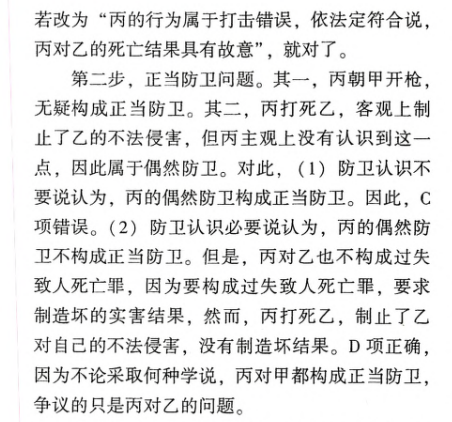 若改为“丙的行为属于打击错误，依法定符合说，
丙对乙的死亡结果具有故意”，就对了。
第二步，正当防卫问题。其一，丙朝甲开枪，
无疑构成正当防卫。其二，丙打死乙，客观上制
止了乙的不法侵害，但丙主观上没有认识到这一
点，因此属于偶然防卫。对此，（1）防卫认识不
要说认为，丙的偶然防卫构成正当防卫。因此，C
项错误。（2）防卫认识必要说认为，丙的偶然防
卫不构成正当防卫。但是，丙对乙也不构成过失
致人死亡罪，因为要构成过失致人死亡罪，要求
制造坏的实害结果，然而，丙打死乙，制止了乙
对自己的不法侵害，没有制造坏结果。D 项正确，
因为不论采取何种学说，丙对甲都构成正当防卫，
争议的只是丙对乙的问题。